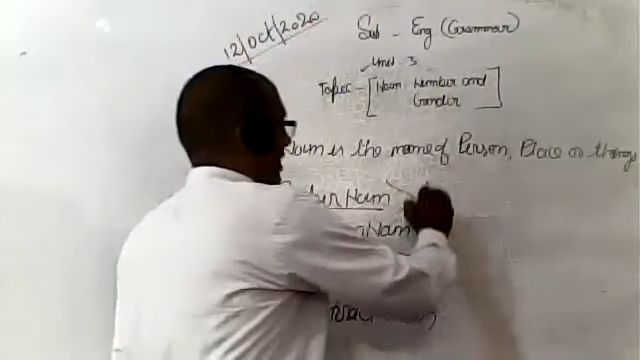 12/Oct/2020
Sub - Eng (Grammar)
Unit 3
Topic - [Noun Number and Gender]
Noun is the name of Person, Place or things
Noun
Noun